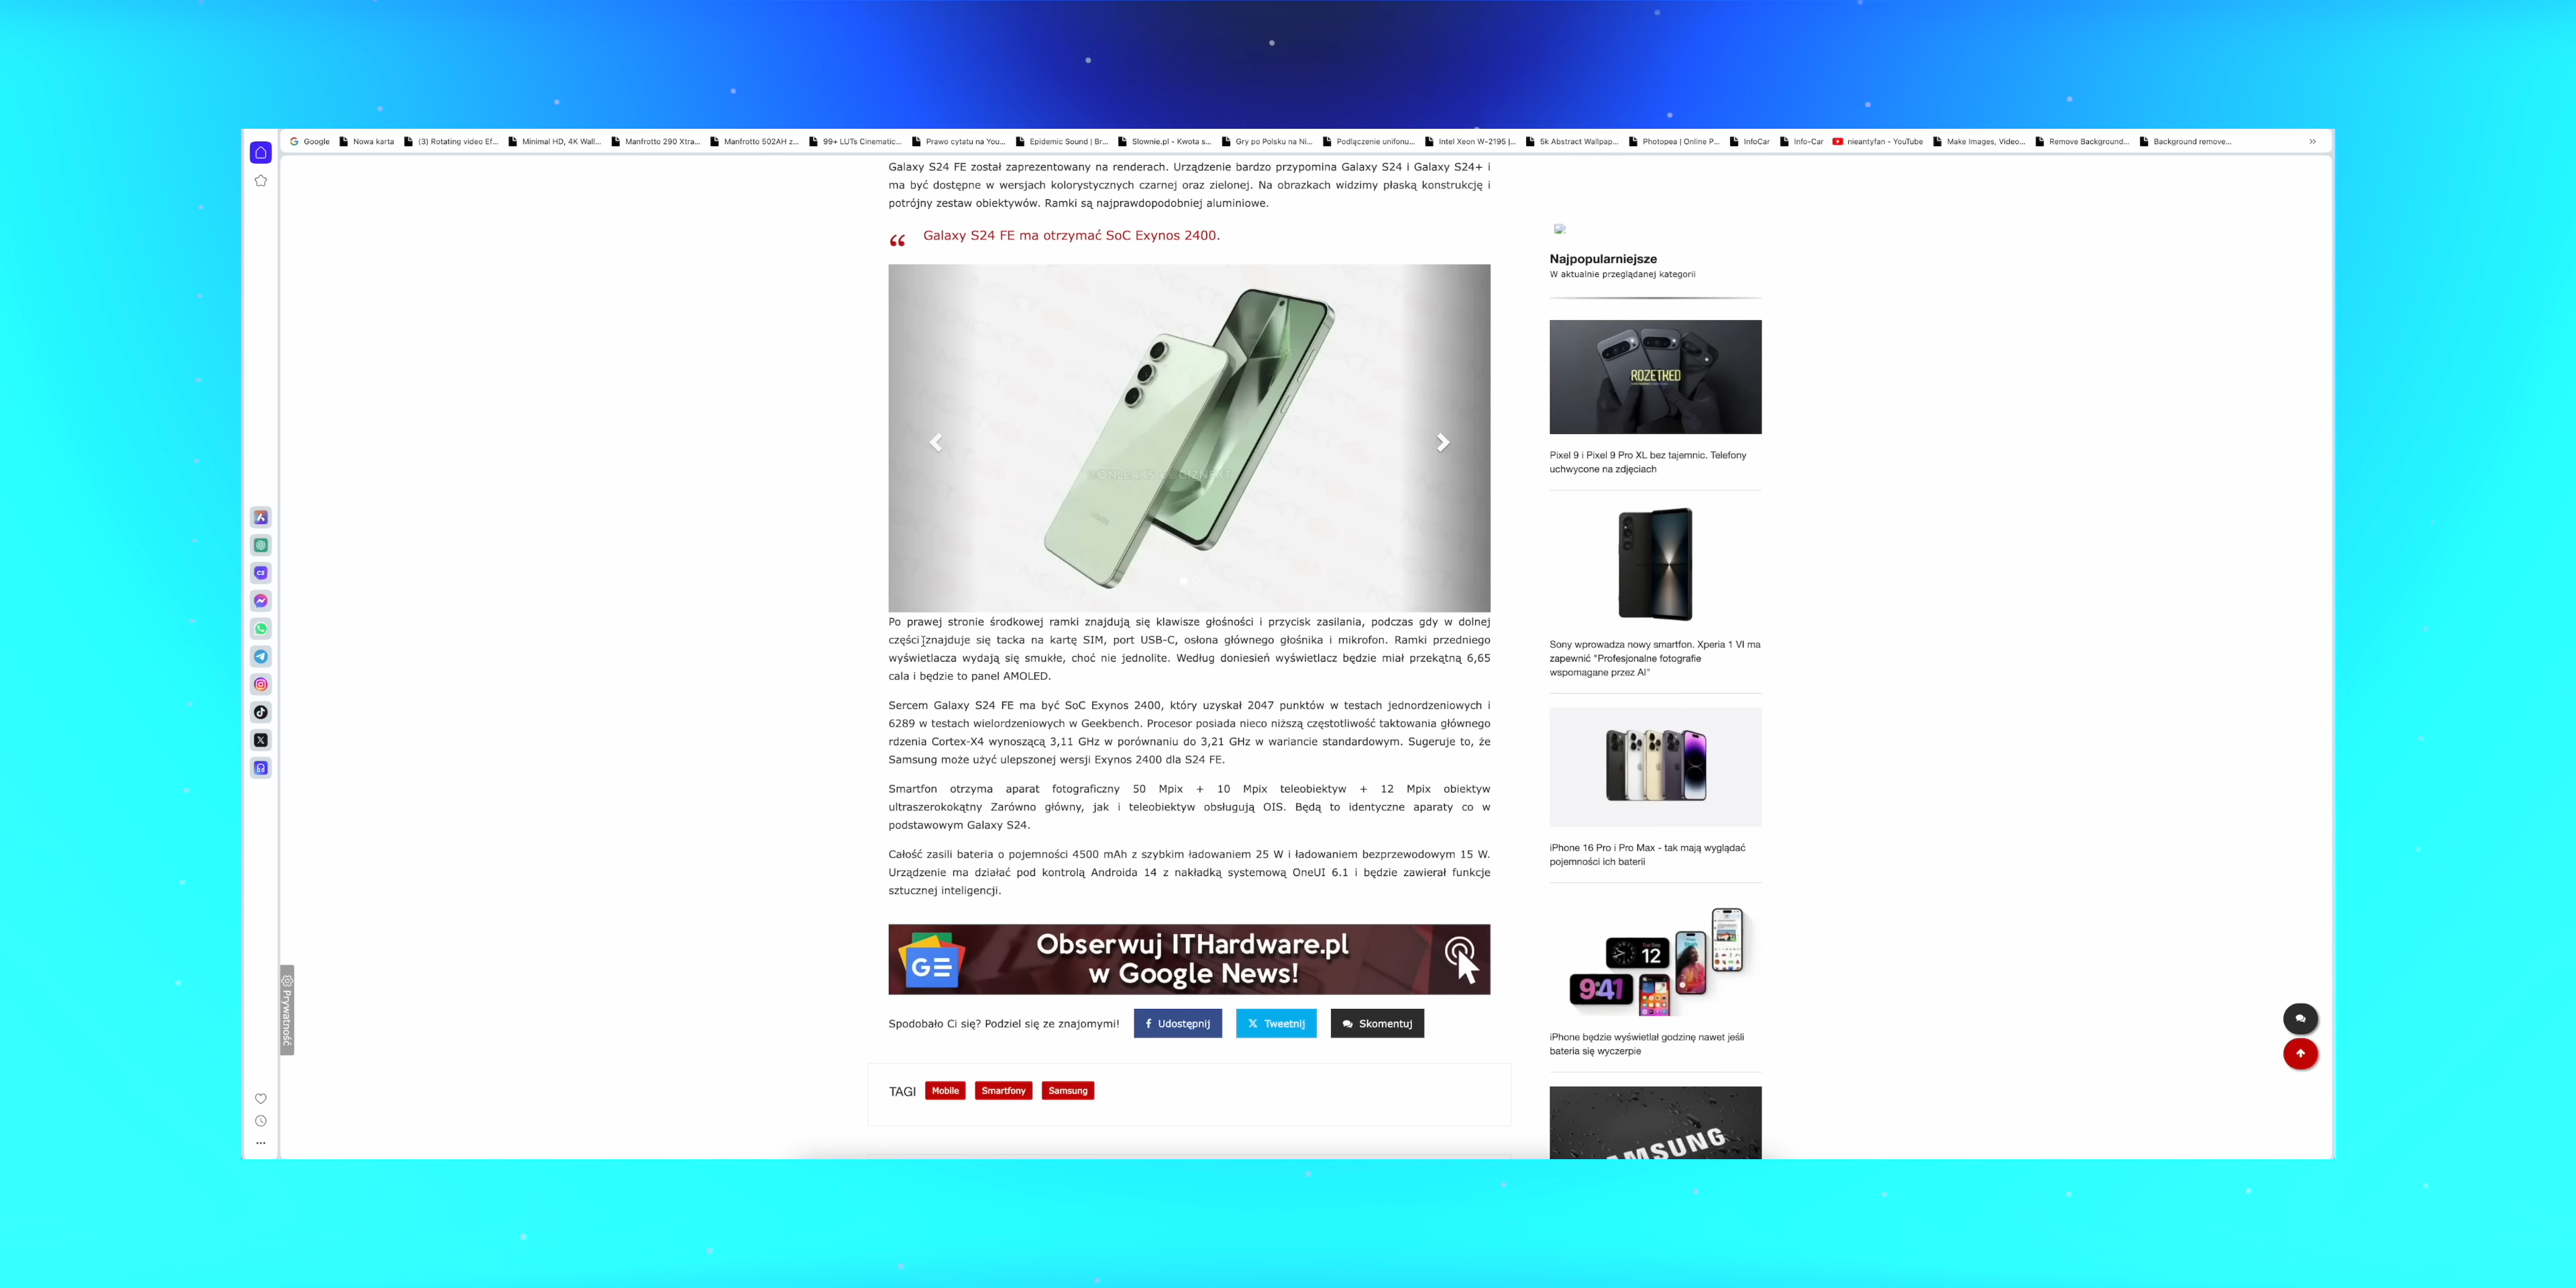 Google
Nowa karta
(3) Rotating video Ef...
Minimal HD, 4K Wall...
Manfrotto 290 Xtra...
Manfrotto 502AH z...
99+ LUTs Cinematic...
Prawo cytatu na You...
Epidemic Sound | Br...
Slownie.pl - Kwota s...
Gry po Polsku na Ni...
Podłączenie unifonu...
Intel Xeon W-2195 |...
5k Abstract Wallpap...
Photopea | Online P...
InfoCar
Info-Car
nieantyfan - YouTube
Make Images, Video...
Remove Background...
Background remove...
Galaxy S24 FE został zaprezentowany na renderach. Urządzenie bardzo przypomina Galaxy S24 i Galaxy S24+ i
ma być dostępne w wersjach kolorystycznych czarnej oraz zielonej. Na obrazkach widzimy płaską konstrukcję i
potrójny zestaw obiektywów. Ramki są najprawdopodobniej aluminiowe.
Galaxy S24 FE ma otrzymać SoC Exynos 2400.
Po prawej stronie środkowej ramki znajdują się klawisze głośności i przycisk zasilania, podczas gdy w dolnej
części znajduje się tacka na kartę SIM, port USB-C, osłona głównego głośnika i mikrofon. Ramki przedniego
wyświetlacza wydają się smukłe, choć nie jednolite. Według doniesień wyświetlacz będzie miał przekątną 6,65
cala i będzie to panel AMOLED.
Sercem Galaxy S24 FE ma być SoC Exynos 2400, który uzyskał 2047 punktów w testach jednordzeniowych i
6289 w testach wielordzeniowych w Geekbench. Procesor posiada nieco niższą częstotliwość taktowania głównego
rdzenia Cortex-X4 wynoszącą 3,11 GHz w porównaniu do 3,21 GHz w wariancie standardowym. Sugeruje to, że
Samsung może użyć ulepszonej wersji Exynos 2400 dla S24 FE.
Smartfon otrzyma aparat fotograficzny 50 Mpix + 10 Mpix teleobiektyw + 12 Mpix obiektyw
ultraszerokokątny Zarówno główny, jak i teleobiektyw obsługują OIS. Będą to identyczne aparaty co w
podstawowym Galaxy S24.
Całość zasili bateria o pojemności 4500 mAh z szybkim ładowaniem 25 W i ładowaniem bezprzewodowym 15 W.
Urządzenie ma działać pod kontrolą Androida 14 z nakładką systemową OneUI 6.1 i będzie zawierał funkcje
sztucznej inteligencji.
GE
Obserwuj ITHardware.pl
w Google News!
Spodobało Ci się? Podziel się ze znajomymi!
Udostępnij
Tweetnij
Skomentuj
TAGI
Mobile
Smartfony
Samsung
Najpopularniejsze
W aktualnie przeglądanej kategorii
ROZETKED
Pixel 9 i Pixel 9 Pro XL bez tajemnic. Telefony
uchwycone na zdjęciach
Sony wprowadza nowy smartfon. Xperia 1 VI ma
zapewnić "Profesjonalne fotografie
wspomagane przez AI"
iPhone 16 Pro i Pro Max - tak mają wyglądać
pojemności ich baterii
12
9:41
iPhone będzie wyświetlał godzinę nawet jeśli
bateria się wyczerpie
AMSUNG
Prywatność